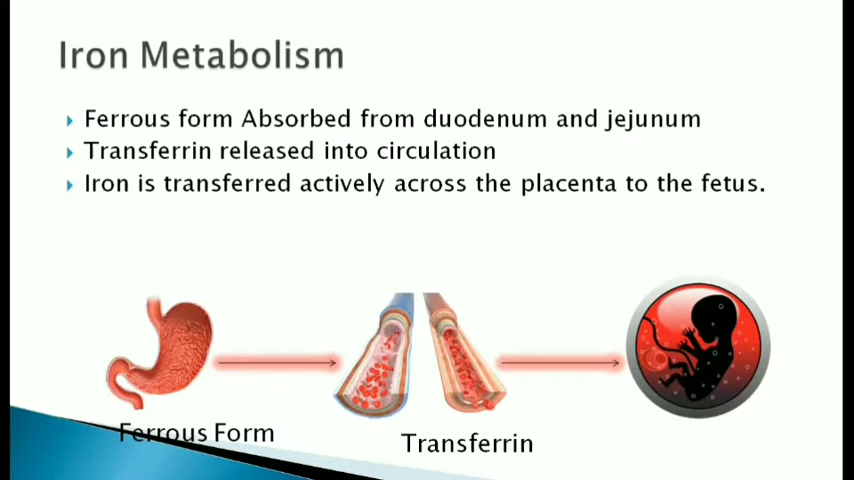 Iron Metabolism
Ferrous form Absorbed from duodenum and jejunum
Transferrin released into circulation
Iron is transferred actively across the placenta to the fetus.
Ferrous Form
Transferrin